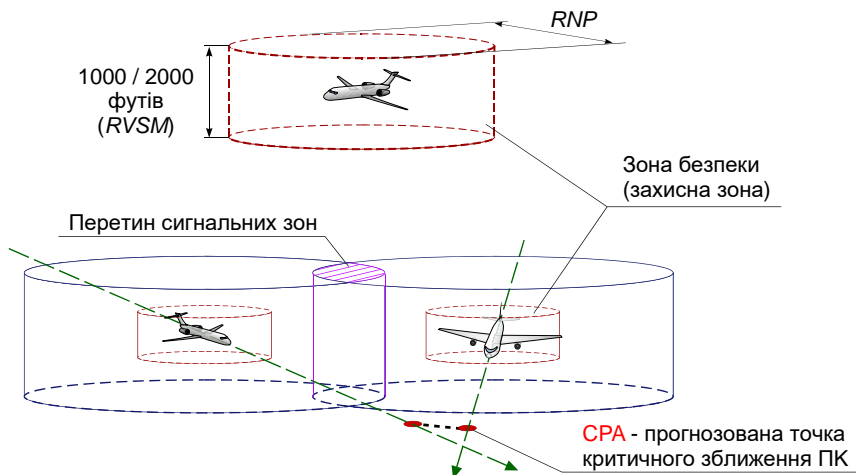 RNP
1000 / 2000
футів
(RVSM)
Зона безпеки
(захисна зона)
Перетин сигнальних зон
CPA - прогнозована точка
критичного зближення ПК